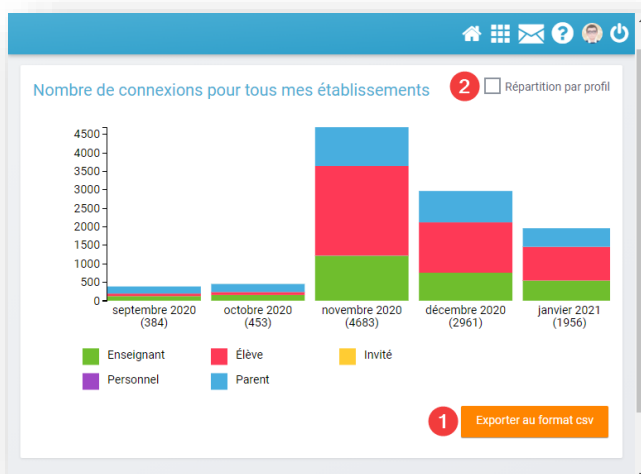 ?
Nombre de connexions pour tous mes établissements
2
Répartition par profil
4500
4000
3500
3000
2500
2000
1500
1000
500
0
septembre 2020 octobre 2020 novembre 2020 décembre 2020 janvier 2021
(384) (453) (4683) (2961) (1956)
Enseignant Élève Invité
Personnel Parent
1
Exporter au format csv